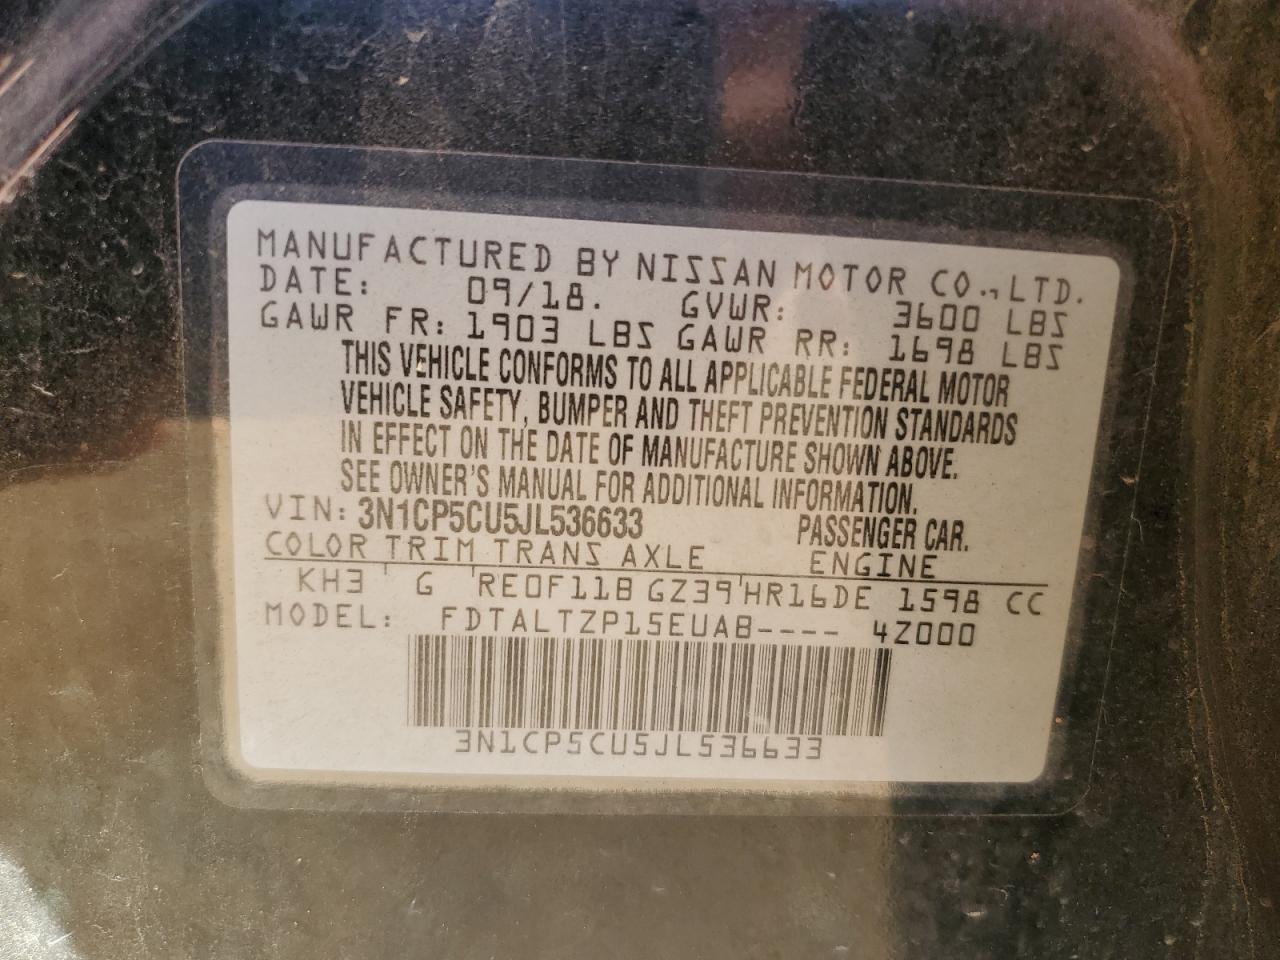 MANUFACTURED BY NISSAN MOTOR CO.,LTD.
DATE: 09/18. GVWR: 3600 LBS
GAWR FR: 1903 LBS GAWR RR: 1698 LBS
THIS VEHICLE CONFORMS TO ALL APPLICABLE FEDERAL MOTOR
VEHICLE SAFETY, BUMPER AND THEFT PREVENTION STANDARDS
IN EFFECT ON THE DATE OF MANUFACTURE SHOWN ABOVE.
SEE OWNER'S MANUAL FOR ADDITIONAL INFORMATION.
VIN: 3N1CP5CU5JL536633 PASSENGER CAR.
COLOR TRIM TRANS AXLE ENGINE
KH3 G RE0F11B GZ39 HR16DE 1598 CC
MODEL: FDTALTZP15EUAB---- 4Z000
3N1CP5CU5JL536633